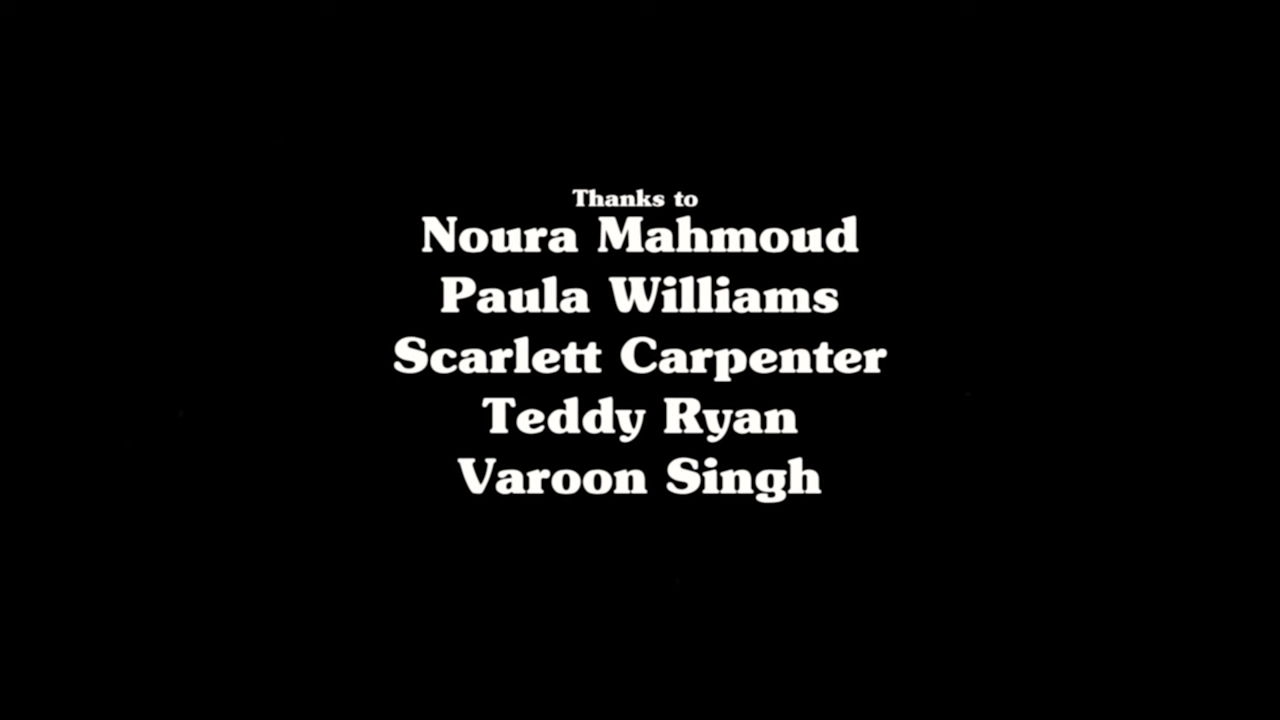 Thanks to
Noura Mahmoud
Paula Williams
Scarlett Carpenter
Teddy Ryan
Varoon Singh